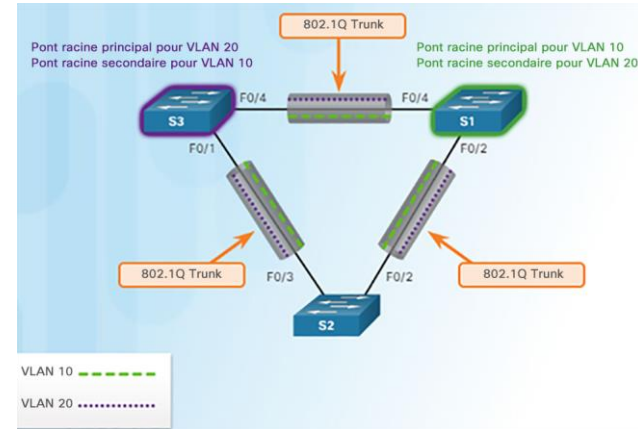 802.1Q Trunk
Pont racine principal pour VLAN 20
Pont racine secondaire pour VLAN 10
Pont racine principal pour VLAN 10
Pont racine secondaire pour VLAN 20
F0/4
F0/4
S3
S1
F0/1
F0/2
802.1Q Trunk
F0/3
F0/2
802.1Q Trunk
S2
VLAN 10
VLAN 20